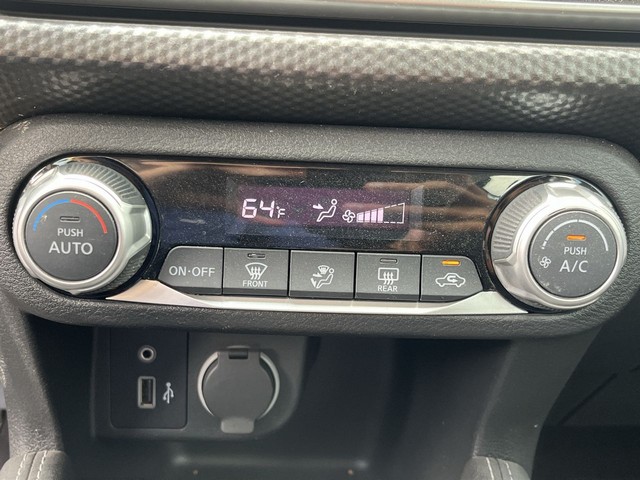 64°F
PUSH
AUTO
ON·OFF
FRONT
REAR
PUSH
A/C